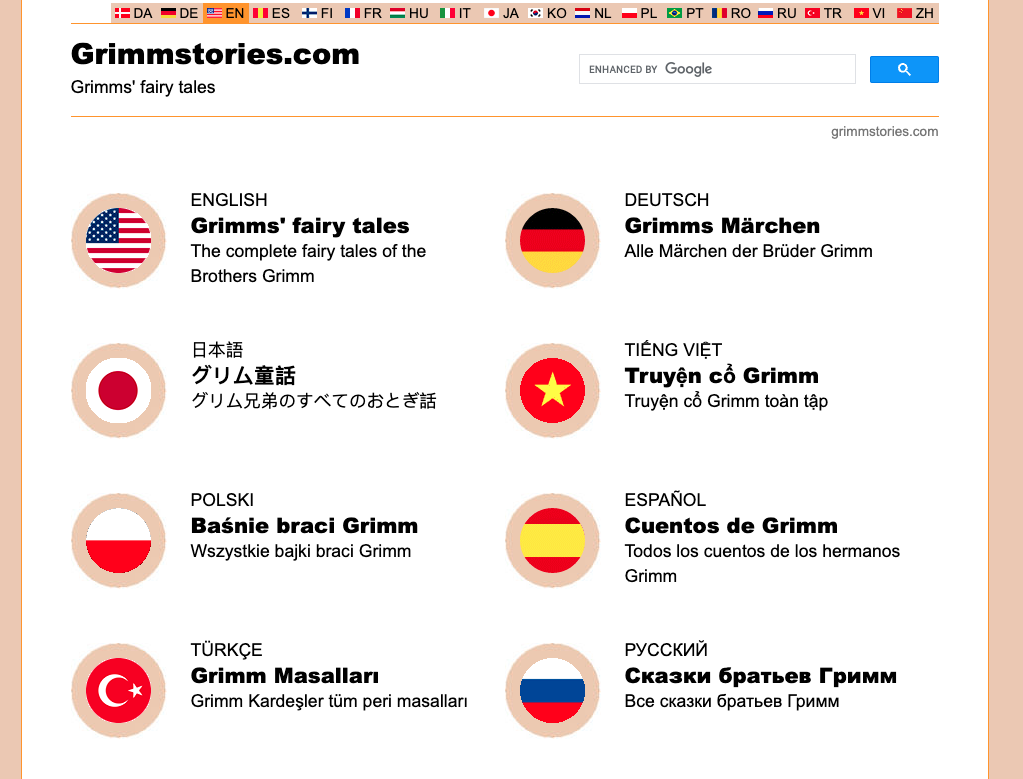 DA DE EN ES FI FR HU IT JA KO NL PL PT RO RU TR VI ZH
Grimmstories.com
Grimms' fairy tales
ENHANCED BY Google
grimmstories.com
ENGLISH
Grimms' fairy tales
The complete fairy tales of the
Brothers Grimm
DEUTSCH
Grimms Märchen
Alle Märchen der Brüder Grimm
日本語
グリム童話
グリム兄弟のすべてのおとぎ話
TIẾNG VIỆT
Truyện cổ Grimm
Truyện cổ Grimm toàn tập
POLSKI
Baśnie braci Grimm
Wszystkie bajki braci Grimm
ESPAÑOL
Cuentos de Grimm
Todos los cuentos de los hermanos
Grimm
TÜRKÇE
Grimm Masalları
Grimm Kardeşler tüm peri masalları
РУССКИЙ
Сказки братьев Гримм
Все сказки братьев Гримм